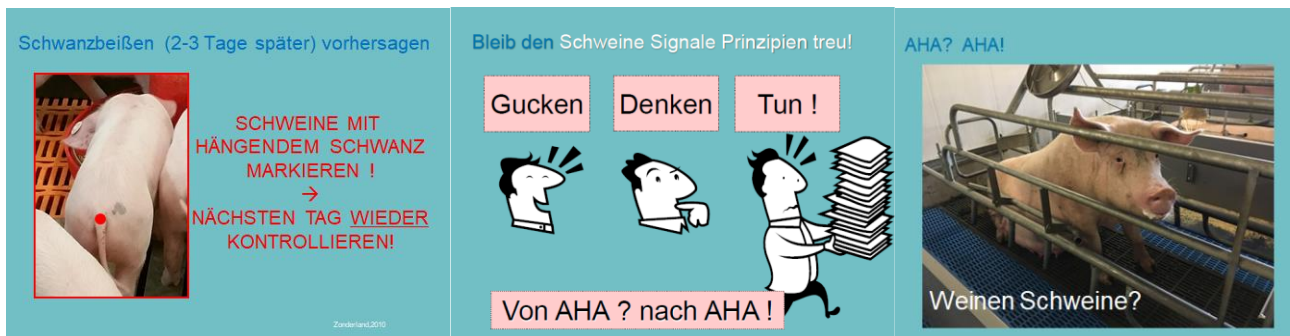 Schwanzbeißen (2-3 Tage später) vorhersagen
SCHWEINE MIT
HÄNGENDEM SCHWANZ
MARKIEREN !
→
NÄCHSTEN TAG WIEDER
KONTROLLIEREN!
Zonderland,2010
Bleib den Schweine Signale Prinzipien treu!
Gucken
Denken
Tun !
Von AHA ? nach AHA !
AHA? AHA!
Weinen Schweine?